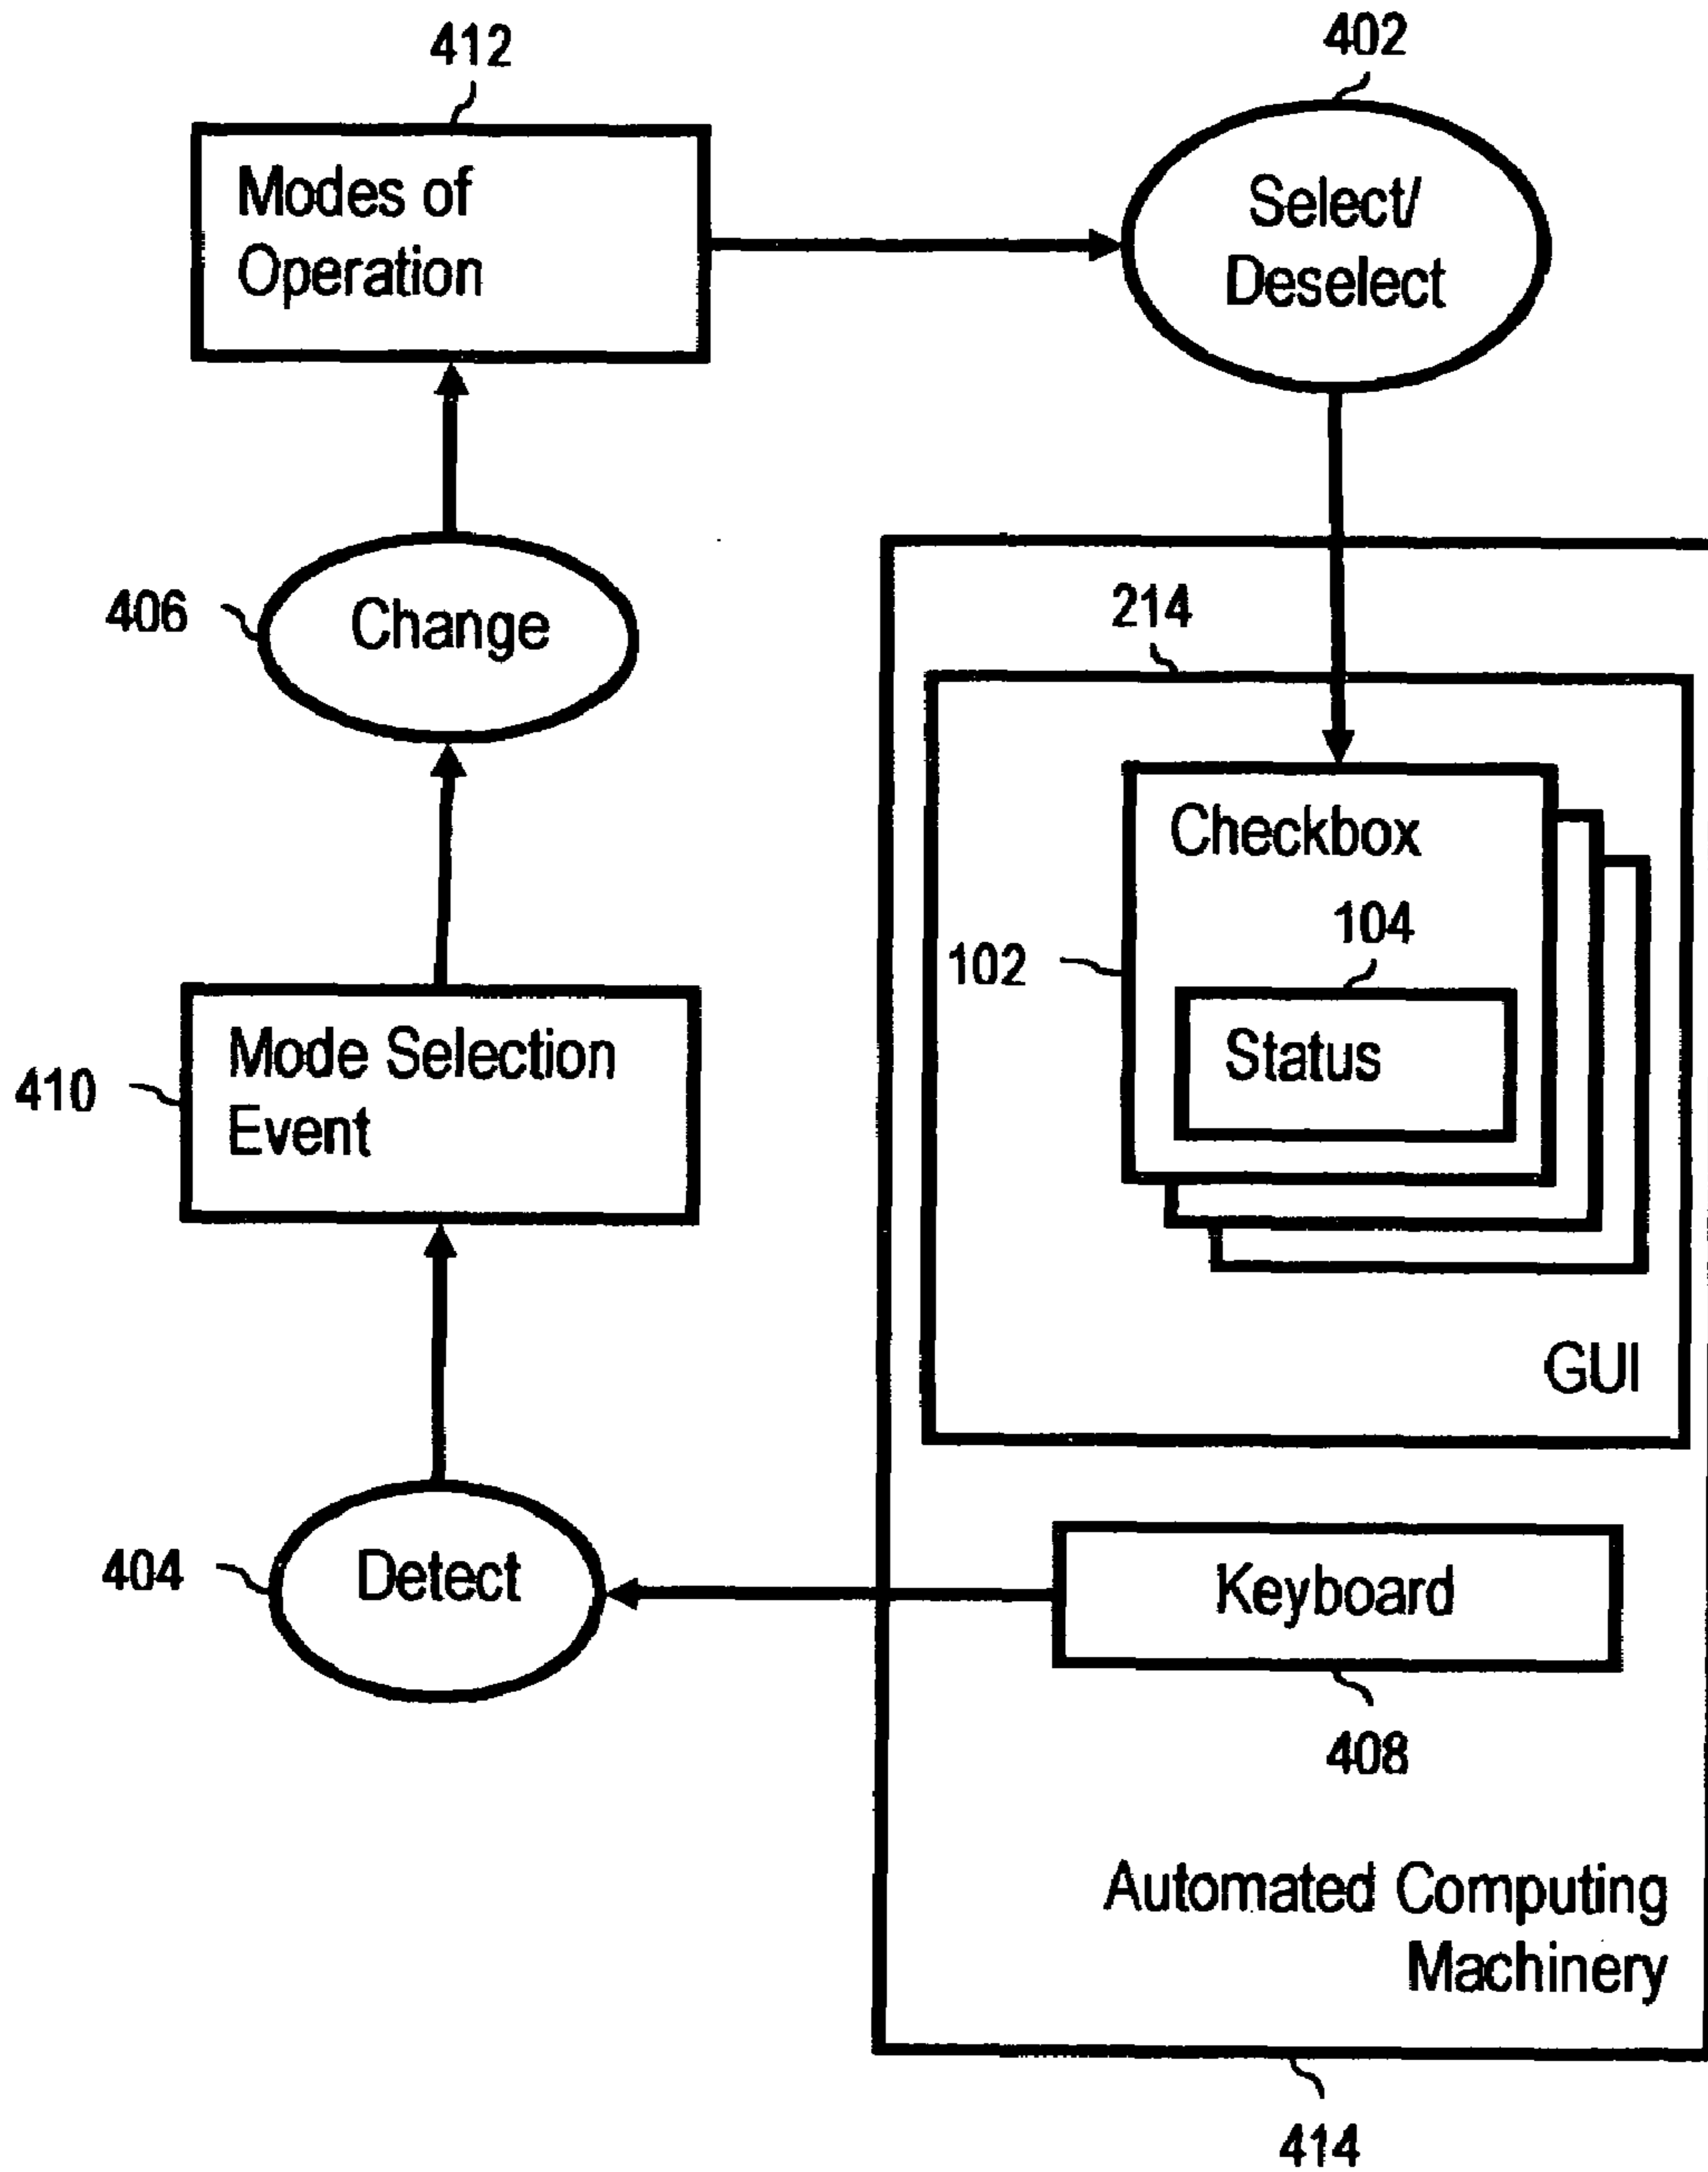 412
402
Modes of
Operation
Select/
Deselect
406
Change
214
Checkbox
104
102
Status
410
Mode Selection
Event
GUI
404
Detect
Keyboard
408
Automated Computing
Machinery
414